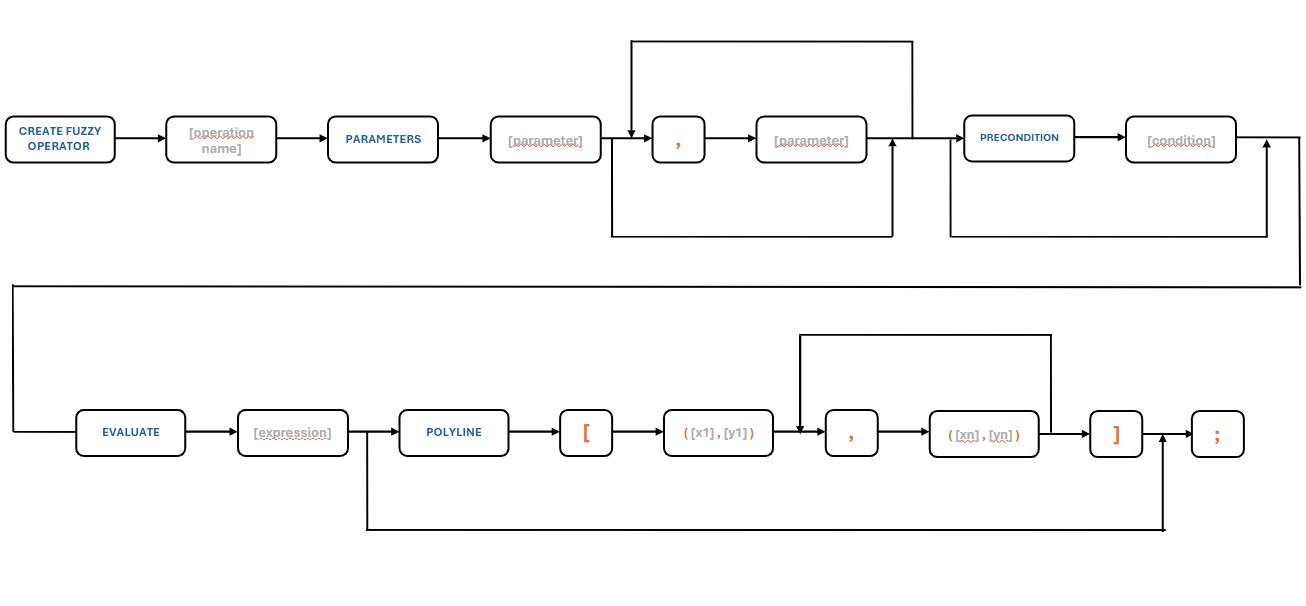 CREATE FUZZY
OPERATOR
[operation
name]
PARAMETERS
[parameter]
,
[parameter]
PRECONDITION
[condition]
EVALUATE
[expression]
POLYLINE
[
([x1],[y1])
,
([xn],[yn])
]
;